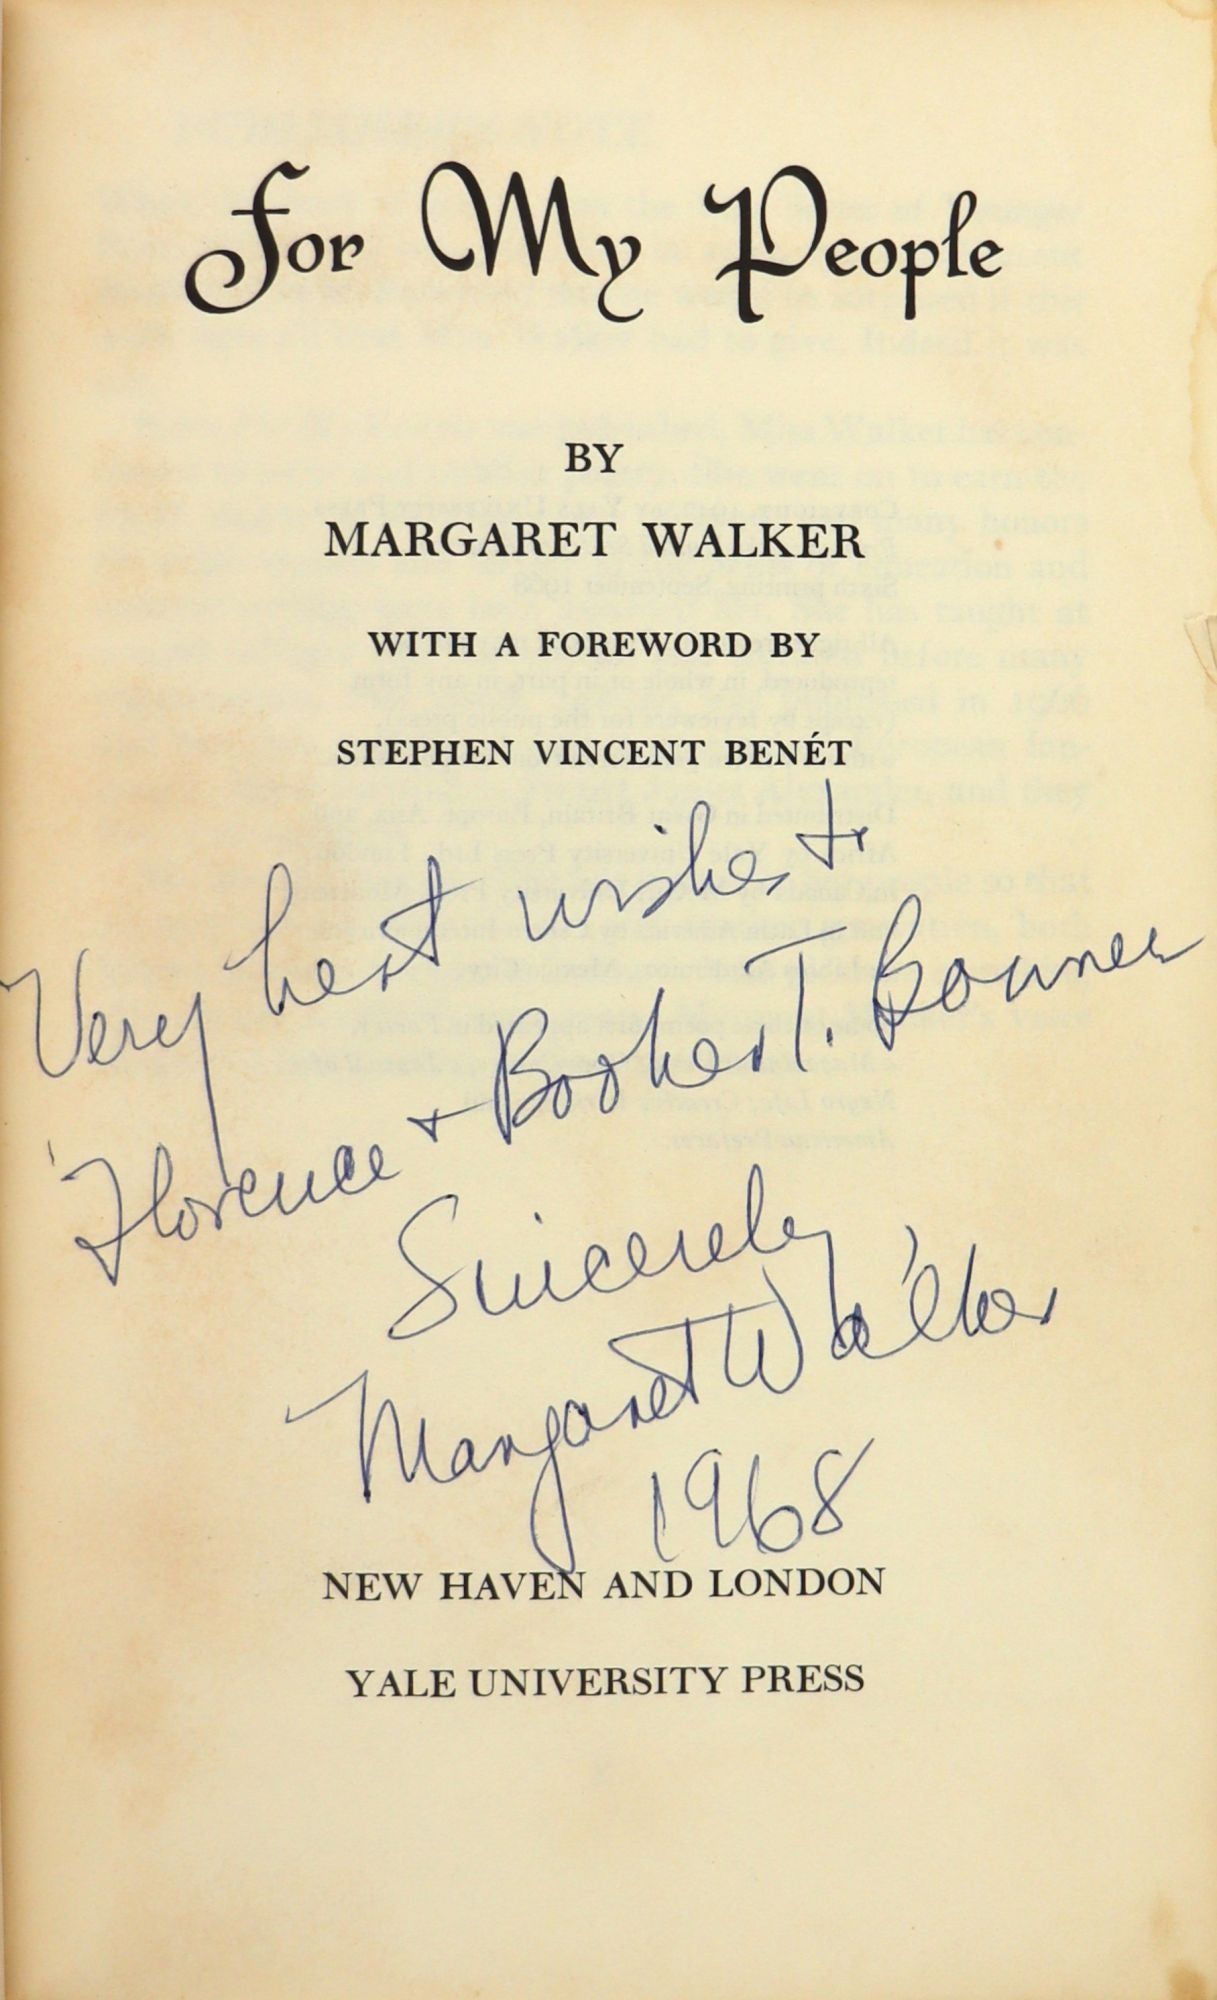 For My People
BY
MARGARET WALKER
WITH A FOREWORD BY
STEPHEN VINCENT BENÉT
Very best wishes to
Florence + Booker T. Bonner
Sincerely
Margaret Walker
1968
NEW HAVEN AND LONDON
YALE UNIVERSITY PRESS